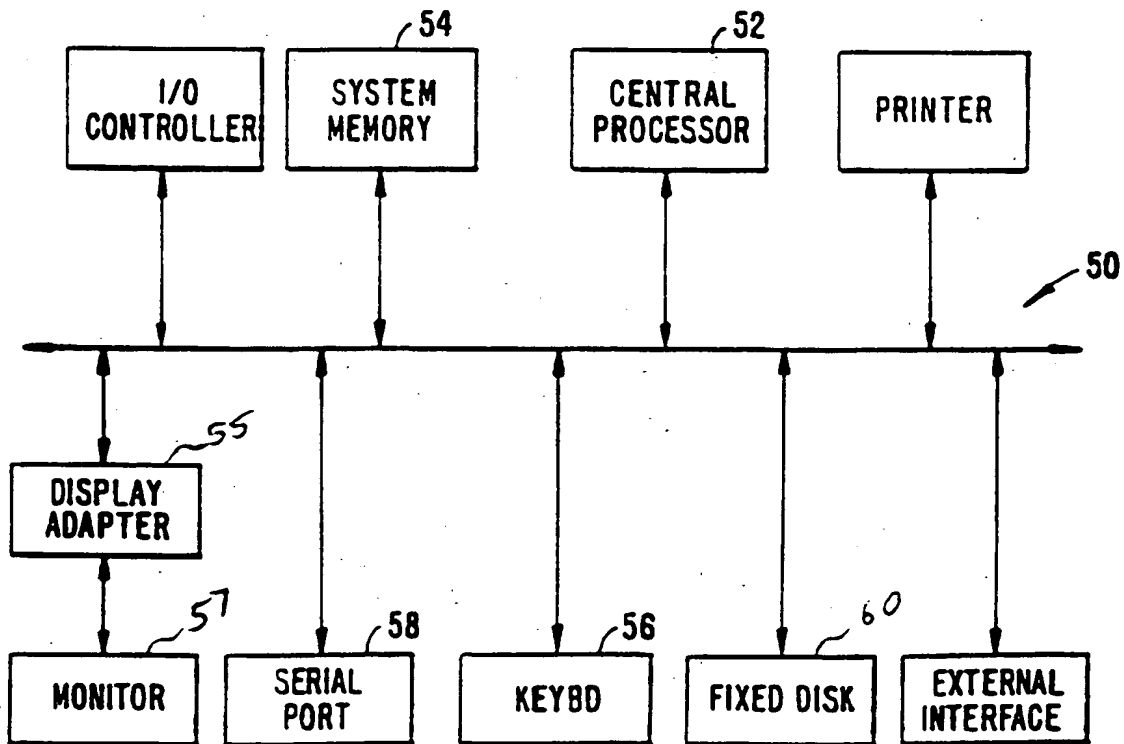 54
52
I/O
CONTROLLER
SYSTEM
MEMORY
CENTRAL
PROCESSOR
PRINTER
50
55
DISPLAY
ADAPTER
57
58
56
60
MONITOR
SERIAL
PORT
KEYBD
FIXED DISK
EXTERNAL
INTERFACE